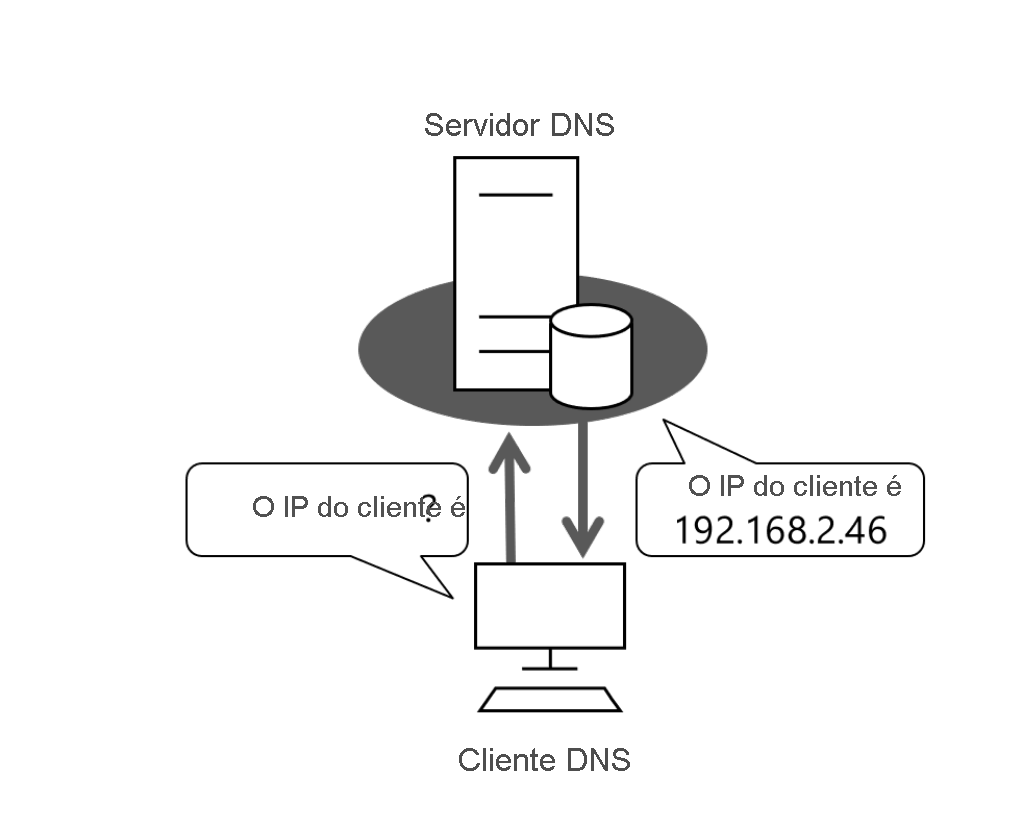 Servidor DNS
O IP do cliente é?
O IP do cliente é
192.168.2.46
Cliente DNS